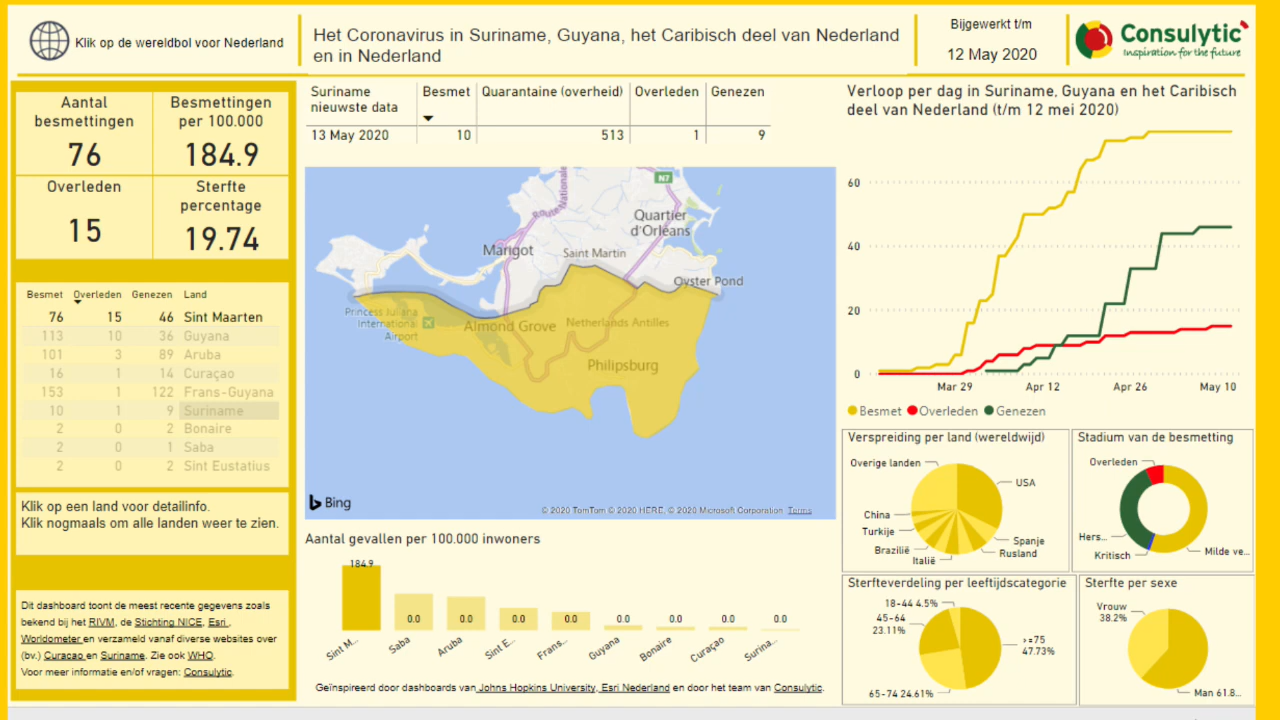 Klik op de wereldbol voor Nederland
Het Coronavirus in Suriname, Guyana, het Caribisch deel van Nederland
en in Nederland
Bijgewerkt t/m
12 May 2020
Consulytic
Inspiration for the future
Aantal
besmettingen
76
Besmettingen
per 100.000
184.9
Overleden
15
Sterfte
percentage
19.74
Besmet Overleden Genezen Land
76 15 46 Sint Maarten
113 10 36 Guyana
101 3 89 Aruba
16 1 14 Curaçao
153 1 122 Frans-Guyana
10 1 9 Suriname
2 0 2 Bonaire
2 0 1 Saba
2 0 2 Sint Eustatius
Klik op een land voor detailinfo.
Klik nogmaals om alle landen weer te zien.
Dit dashboard toont de meest recente gegevens zoals
bekend bij het RIVM, de Stichting NICE, Esri,
Worldometer en verzameld vanaf diverse websites over
(bv.) Curacao en Suriname. Zie ook WHO.
Voor meer informatie en/of vragen: Consulytic.
Suriname
nieuwste data
Besmet Quarantaine (overheid) Overleden Genezen
13 May 2020 10 513 1 9
N7
Route Nationale
Quartier
d'Orléans
Marigot
Saint Martin
Oyster Pond
Princess Juliana
International
Airport
Almond Grove
Netherlands Antilles
Philipsburg
Bing
© 2020 TomTom © 2020 HERE, © 2020 Microsoft Corporation Terms
Aantal gevallen per 100.000 inwoners
184.9 0.0 0.0 0.0 0.0 0.0 0.0 0.0 0.0
Sint M... Saba Aruba Sint E... Frans... Guyana Bonaire Curaçao Surina...
Geïnspireerd door dashboards van Johns Hopkins University, Esri Nederland en door het team van Consulytic.
Verloop per dag in Suriname, Guyana en het Caribisch
deel van Nederland (t/m 12 mei 2020)
60
40
20
0
Mar 29 Apr 12 Apr 26 May 10
Besmet Overleden Genezen
Verspreiding per land (wereldwijd)
Overige landen
USA
China
Turkije
Brazilië
Italië
Spanje
Rusland
Stadium van de besmetting
Overleden
Hers...
Kritisch
Milde ve...
Sterfteverdeling per leeftijdscategorie
18-44 4.5%
45-64
23.11%
>=75
47.73%
65-74 24.61%
Sterfte per sexe
Vrouw
38.2%
Man 61.8...